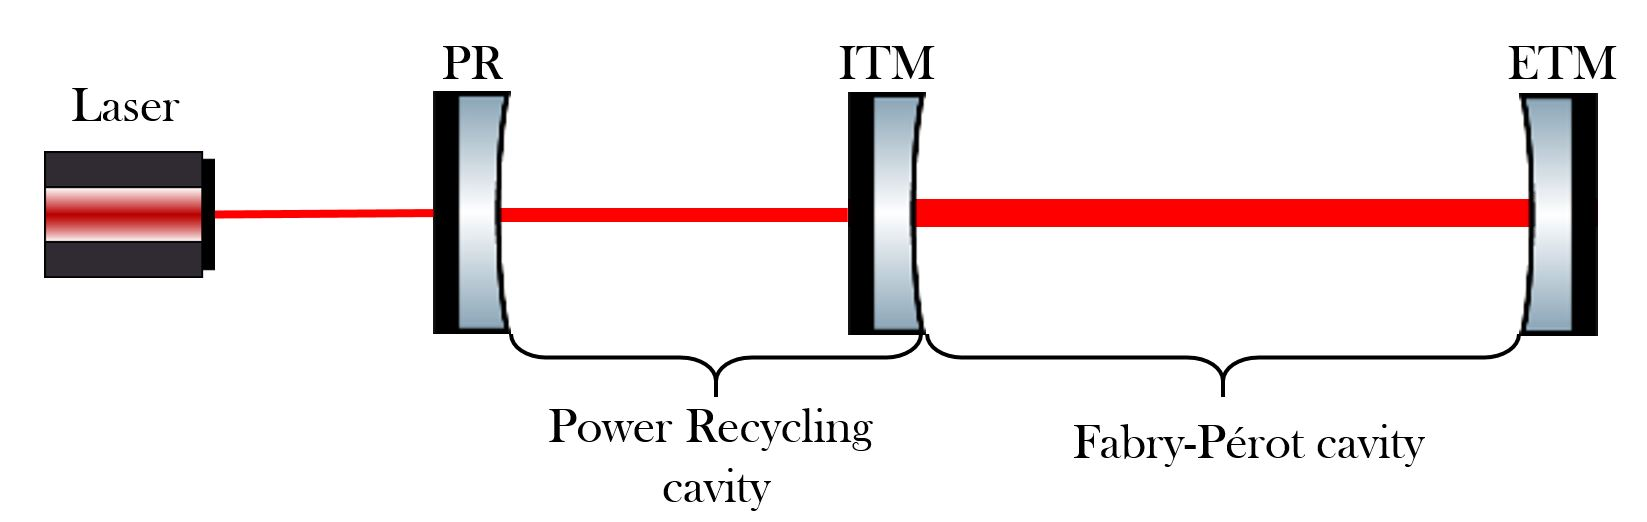 PR
ITM
ETM
Laser
Power Recycling
cavity
Fabry-Pérot cavity